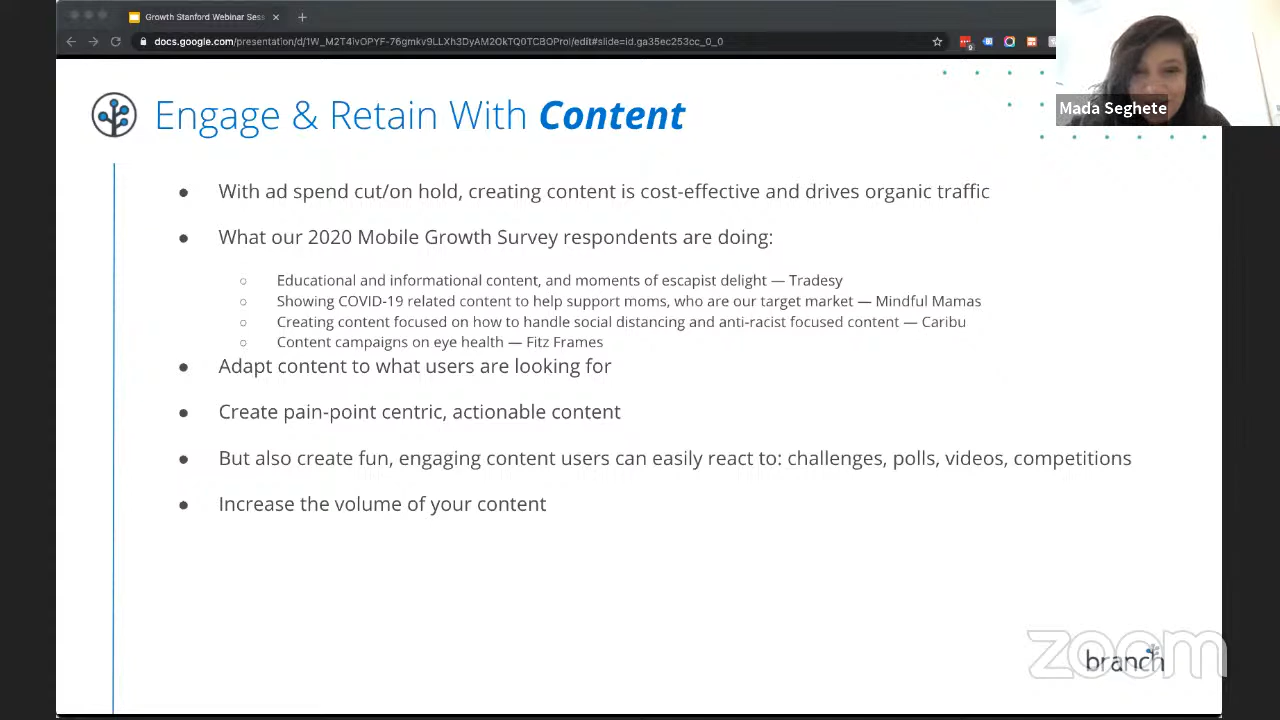 Growth Stanford Webinar Sess
docs.google.com/presentation/d/1W_M2T4ivOPYF-76gmkv9LLXh3DyAM2OkTQ0TCBOProI/edit#slide=id.ga35ec253cc_0_0
Mada Seghete
Engage & Retain With Content
● With ad spend cut/on hold, creating content is cost-effective and drives organic traffic
● What our 2020 Mobile Growth Survey respondents are doing:
○ Educational and informational content, and moments of escapist delight — Tradesy
○ Showing COVID-19 related content to help support moms, who are our target market — Mindful Mamas
○ Creating content focused on how to handle social distancing and anti-racist focused content — Caribu
○ Content campaigns on eye health — Fitz Frames
● Adapt content to what users are looking for
● Create pain-point centric, actionable content
● But also create fun, engaging content users can easily react to: challenges, polls, videos, competitions
● Increase the volume of your content
zoom
branch